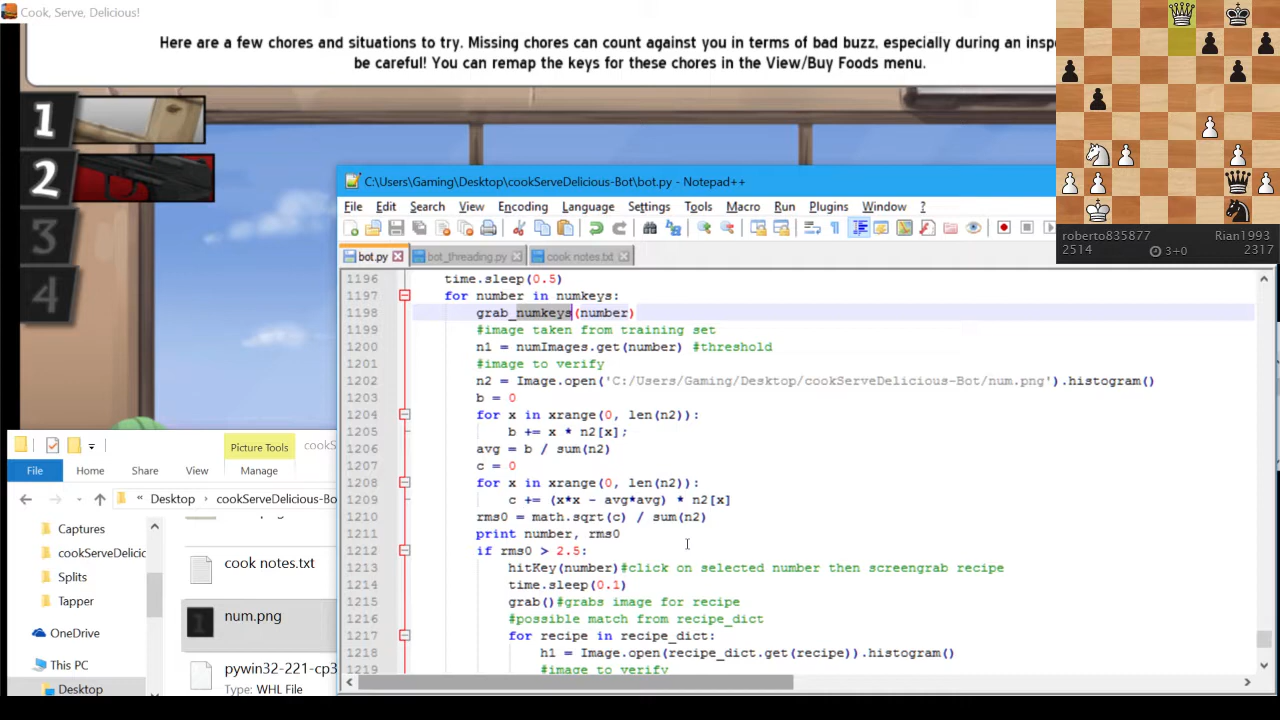 Cook, Serve, Delicious!
Here are a few chores and situations to try. Missing chores can count against you in terms of bad buzz, especially during an insp
be careful! You can remap the keys for these chores in the View/Buy Foods menu.
1
2
3
4
roberto835877
2514
Rian1993
2317
3+0
C:\Users\Gaming\Desktop\cookServeDelicious-Bot\bot.py - Notepad++
File Edit Search View Encoding Language Settings Tools Macro Run Plugins Window ?
bot.py bot_threading.py cook notes.txt
1196 time.sleep(0.5)
1197 for number in numkeys:
1198 grab_numkeys(number)
1199 #image taken from training set
1200 n1 = numImages.get(number) #threshold
1201 #image to verify
1202 n2 = Image.open('C:/Users/Gaming/Desktop/cookServeDelicious-Bot/num.png').histogram()
1203 b = 0
1204 for x in xrange(0, len(n2)):
1205 b += x * n2[x];
1206 avg = b / sum(n2)
1207 c = 0
1208 for x in xrange(0, len(n2)):
1209 c += (x*x - avg*avg) * n2[x]
1210 rms0 = math.sqrt(c) / sum(n2)
1211 print number, rms0
1212 if rms0 > 2.5:
1213 hitKey(number)#click on selected number then screengrab recipe
1214 time.sleep(0.1)
1215 grab()#grabs image for recipe
1216 #possible match from recipe_dict
1217 for recipe in recipe_dict:
1218 h1 = Image.open(recipe_dict.get(recipe)).histogram()
1219 #image to verify
Picture Tools
cookS
File Home Share View Manage
« Desktop > cookServeDelicious-Bo
Captures
cookServeDelic
Splits
Tapper
OneDrive
This PC
Desktop
cook notes.txt
num.png
pywin32-221-cp3
Type: WHL File